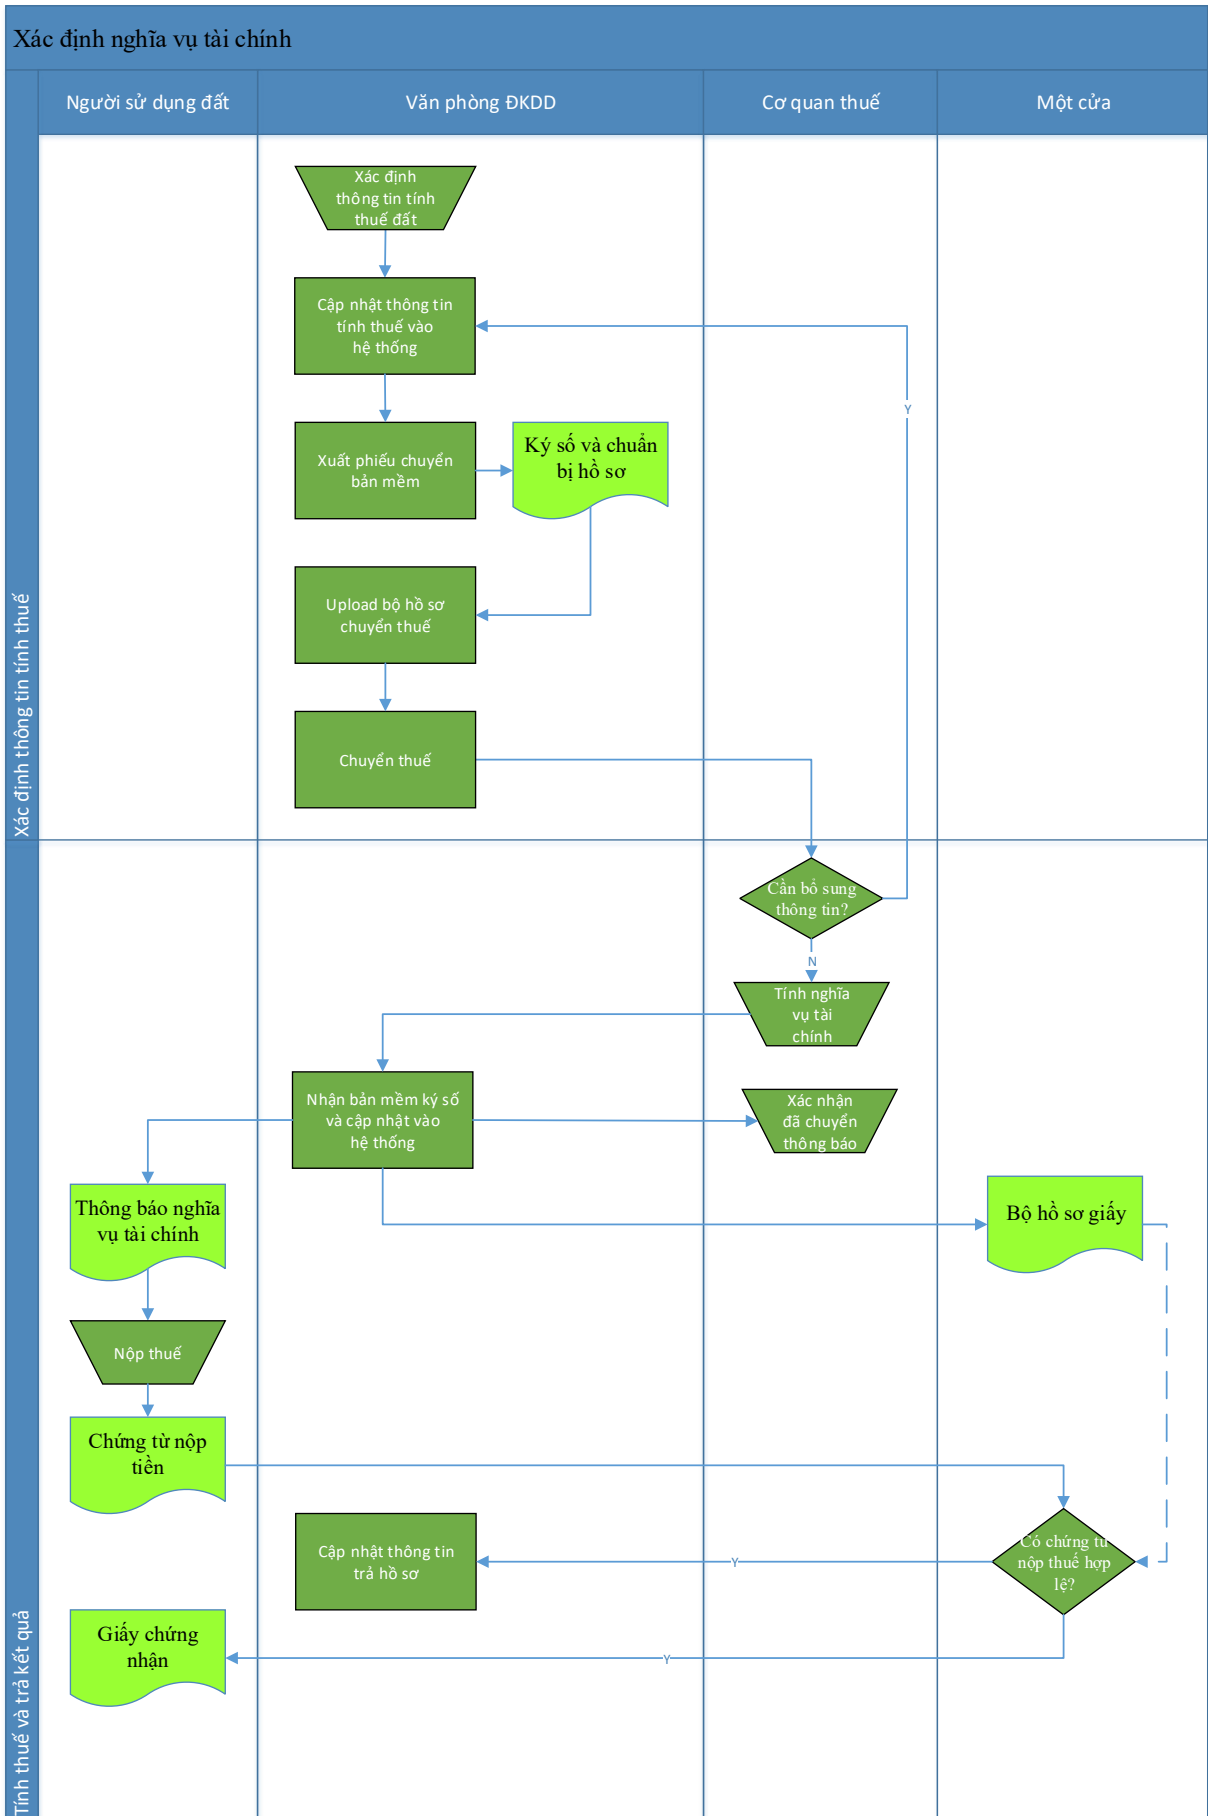 Xác định nghĩa vụ tài chính
Người sử dụng đất
Văn phòng ĐKDD
Cơ quan thuế
Một cửa
Xác định thông tin tính thuế
Xác định
thông tin tính
thuế đất
Cập nhật thông tin
tính thuế vào
hệ thống
Y
Xuất phiếu chuyển
bản mềm
Ký số và chuẩn
bị hồ sơ
Upload bộ hồ sơ
chuyển thuế
Chuyển thuế
Tính thuế và trả kết quả
Cần bổ sung
thông tin?
N
Tính nghĩa
vụ tài
chính
Nhận bản mềm ký số
và cập nhật vào
hệ thống
Xác nhận
đã chuyển
thông báo
Thông báo nghĩa
vụ tài chính
Bộ hồ sơ giấy
Nộp thuế
Chứng từ nộp
tiền
Cập nhật thông tin
trả hồ sơ
Y
Có chứng từ
nộp thuế hợp
lệ?
Giấy chứng
nhận
Y